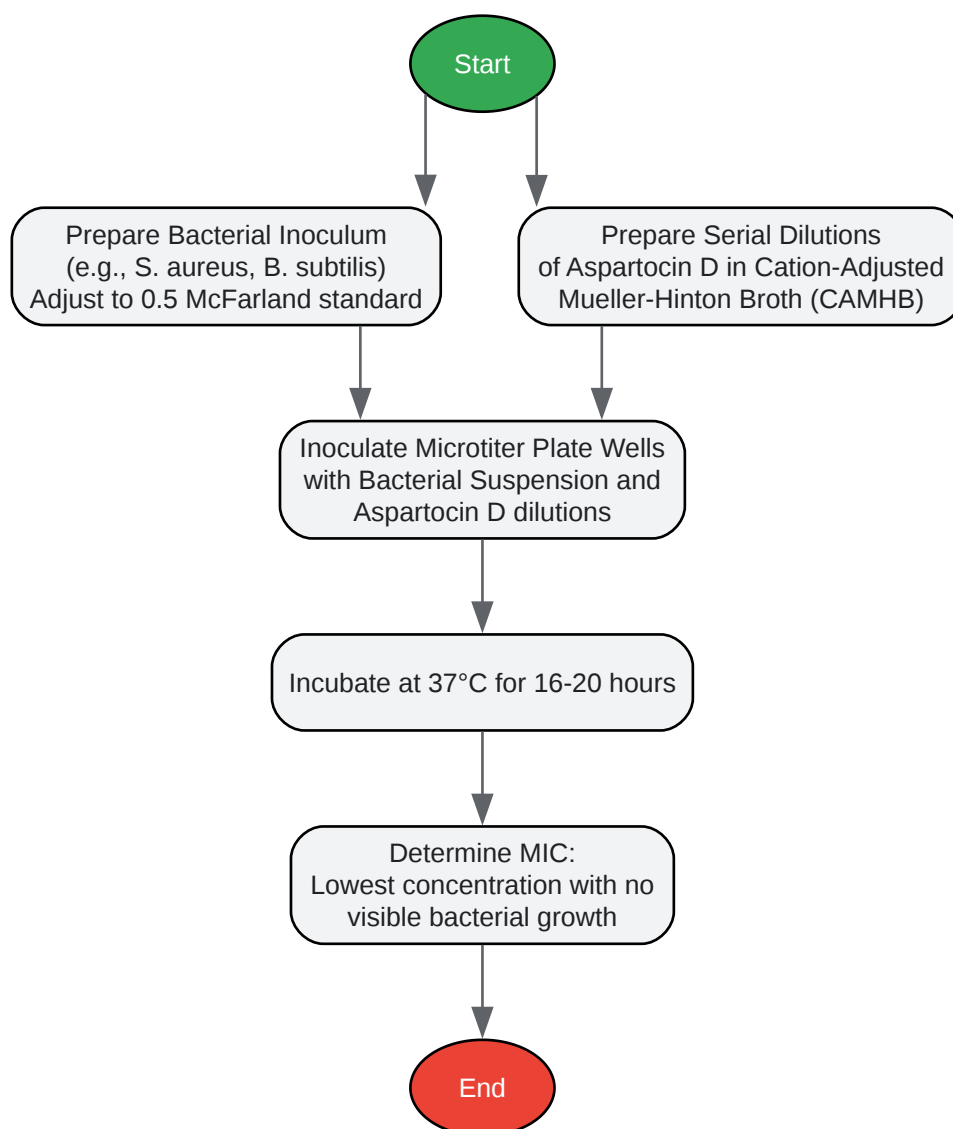 Start
Prepare Bacterial Inoculum
(e.g., S. aureus, B. subtilis)
Adjust to 0.5 McFarland standard
Prepare Serial Dilutions
of Aspartocin D in Cation-Adjusted
Mueller-Hinton Broth (CAMHB)
Inoculate Microtiter Plate Wells
with Bacterial Suspension and
Aspartocin D dilutions
Incubate at 37°C for 16-20 hours
Determine MIC:
Lowest concentration with no
visible bacterial growth
End